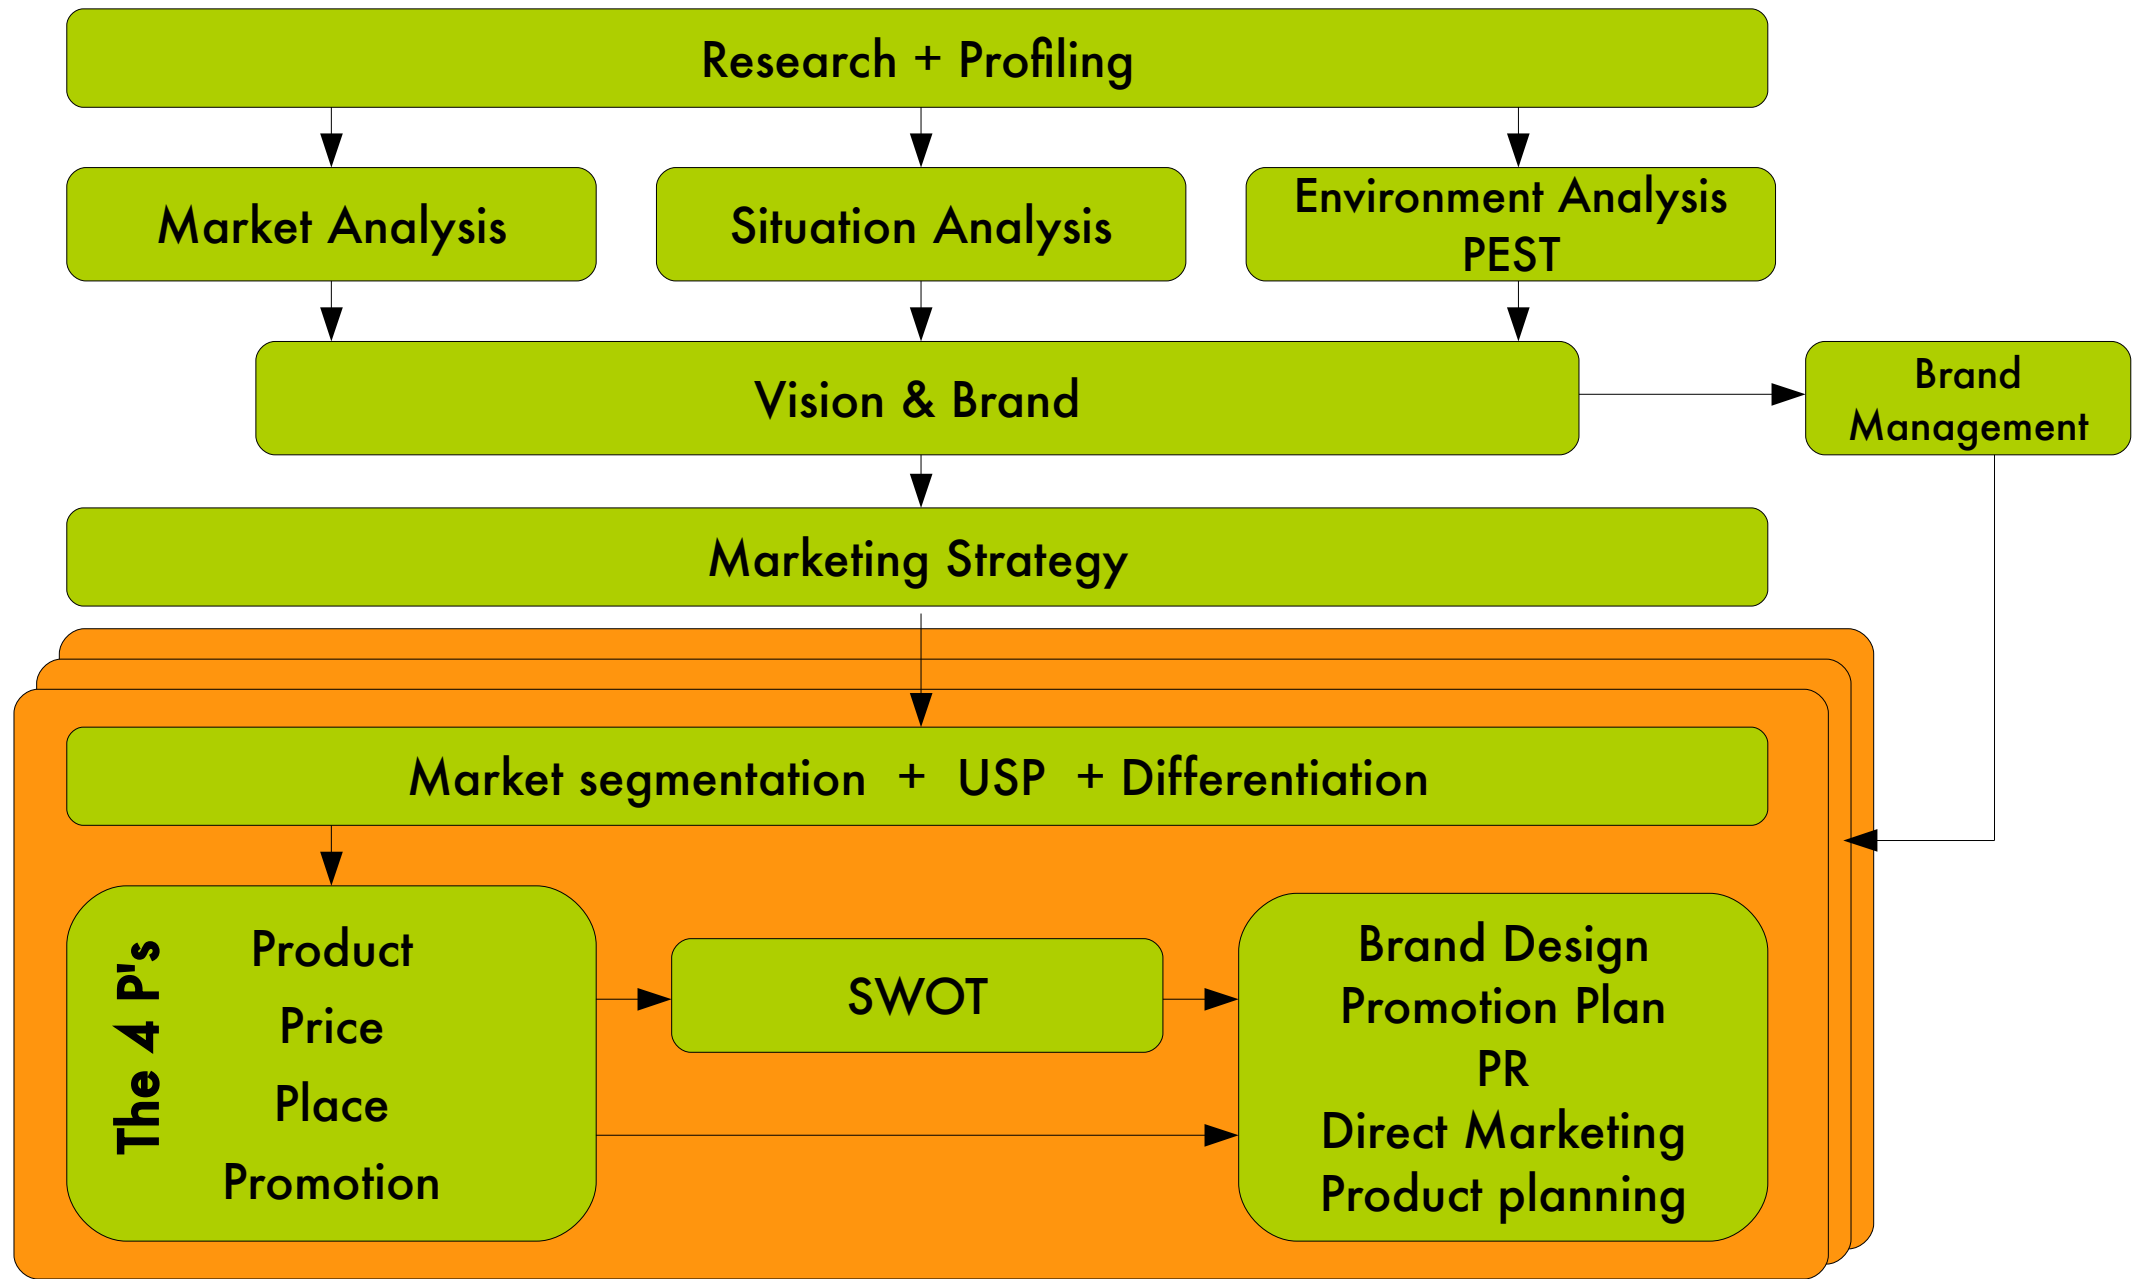 Research + Profiling
Market Analysis
Situation Analysis
Environment Analysis
PEST
Vision & Brand
Brand
Management
Marketing Strategy
Market segmentation + USP + Differentiation
The 4 P's
Product
Price
Place
Promotion
SWOT
Brand Design
Promotion Plan
PR
Direct Marketing
Product planning